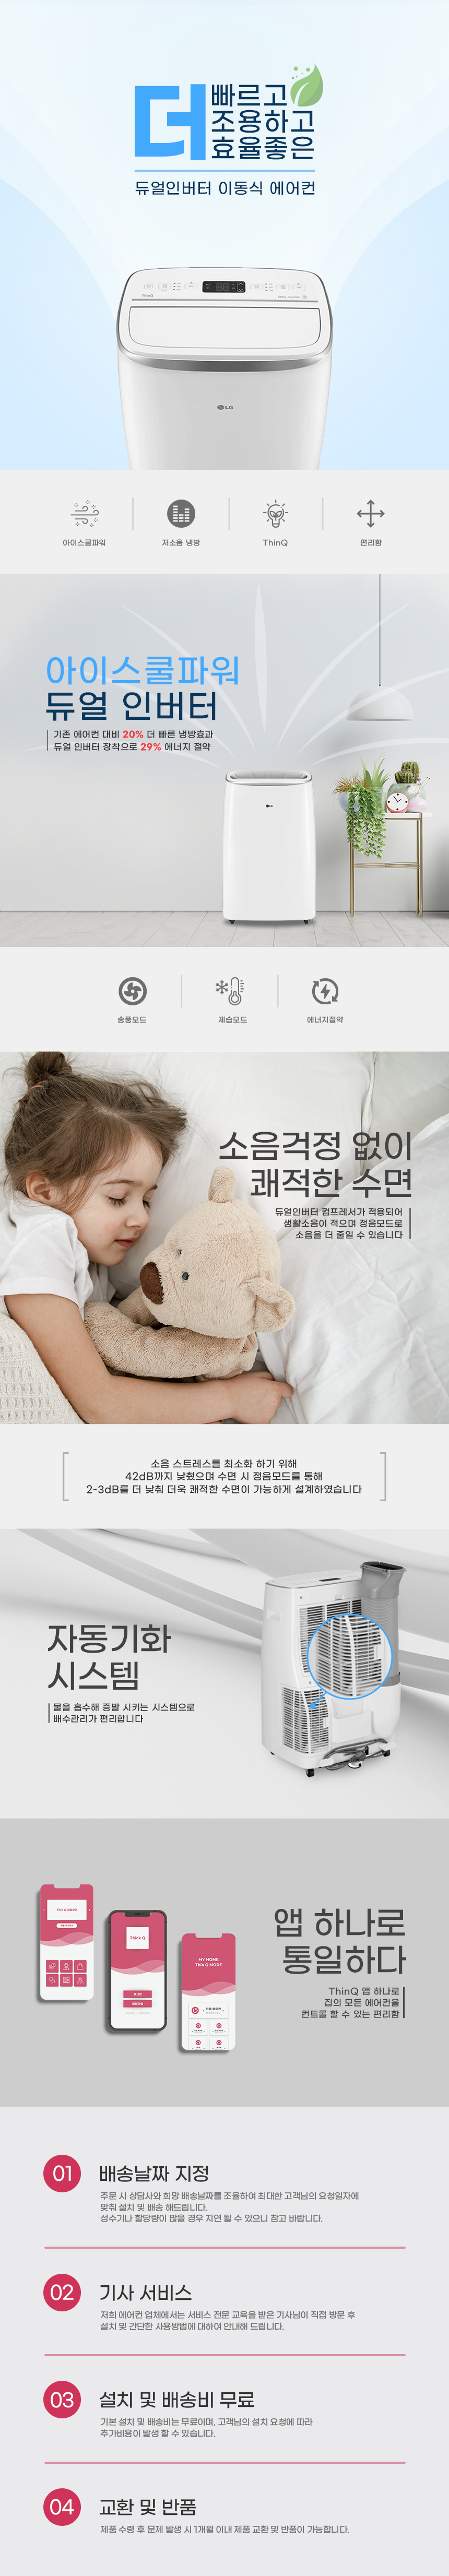 더
빠르고
조용하고
효율좋은
듀얼인버터 이동식 에어컨
ThinQ
LG
아이스쿨파워
저소음 냉방
ThinQ
편리함
아이스쿨파워
듀얼 인버터
기존 에어컨 대비 20% 더 빠른 냉방효과
듀얼 인버터 장착으로 29% 에너지 절약
LG
송풍모드
제습모드
에너지절약
소음걱정 없이
쾌적한 수면
듀얼인버터 컴프레서가 적용되어
생활소음이 적으며 정음모드로
소음을 더 줄일 수 있습니다
소음 스트레스를 최소화 하기 위해
42dB까지 낮췄으며 수면 시 정음모드를 통해
2-3dB를 더 낮춰 더욱 쾌적한 수면이 가능하게 설계하였습니다
자동기화
시스템
물을 흡수해 증발 시키는 시스템으로
배수관리가 편리합니다
Thin Q
MY HOME
Thin Q MODE
앱 하나로
통일하다
ThinQ 앱 하나로
집의 모든 에어컨을
컨트롤 할 수 있는 편리함
01
배송날짜 지정
주문 시 상담사와 희망 배송날짜를 조율하여 최대한 고객님의 요청일자에
맞춰 설치 및 배송 해드립니다.
성수기나 할당량이 많을 경우 지연 될 수 있으니 참고 바랍니다.
02
기사 서비스
저희 에어컨 업체에서는 서비스 전문 교육을 받은 기사님이 직접 방문 후
설치 및 간단한 사용방법에 대하여 안내해 드립니다.
03
설치 및 배송비 무료
기본 설치 및 배송비는 무료이며, 고객님의 설치 요청에 따라
추가비용이 발생 할 수 있습니다.
04
교환 및 반품
제품 수령 후 문제 발생 시 1개월 이내 제품 교환 및 반품이 가능합니다.